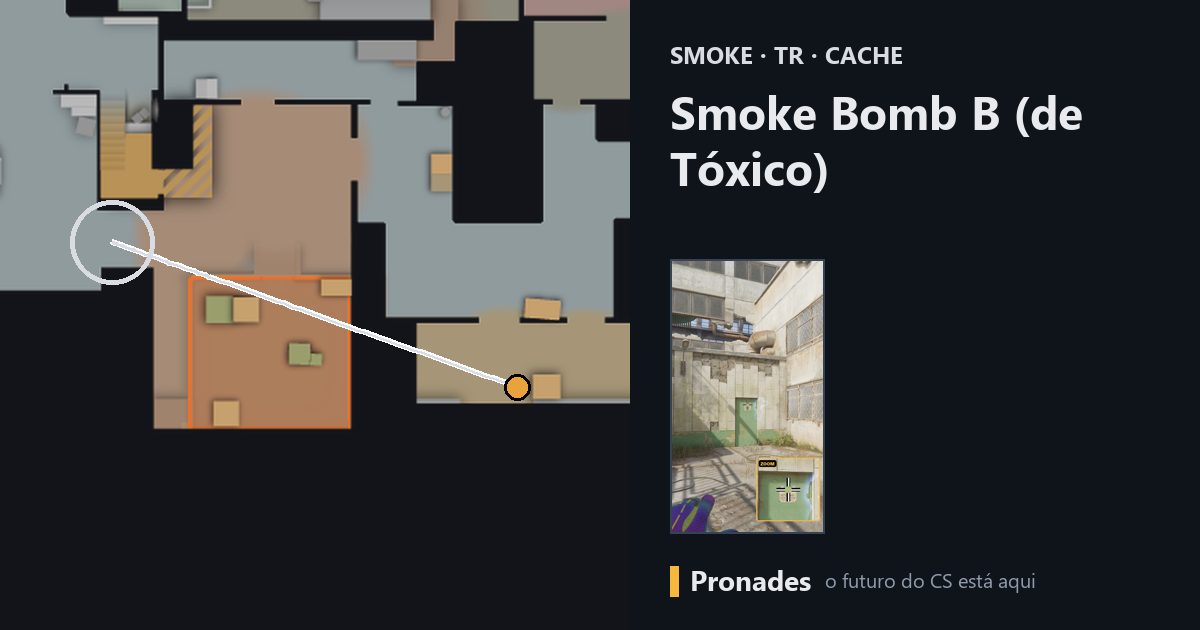 SMOKE · TR · CACHE
Smoke Bomb B (de
Tóxico)
ZOOM
Pronades o futuro do CS está aqui